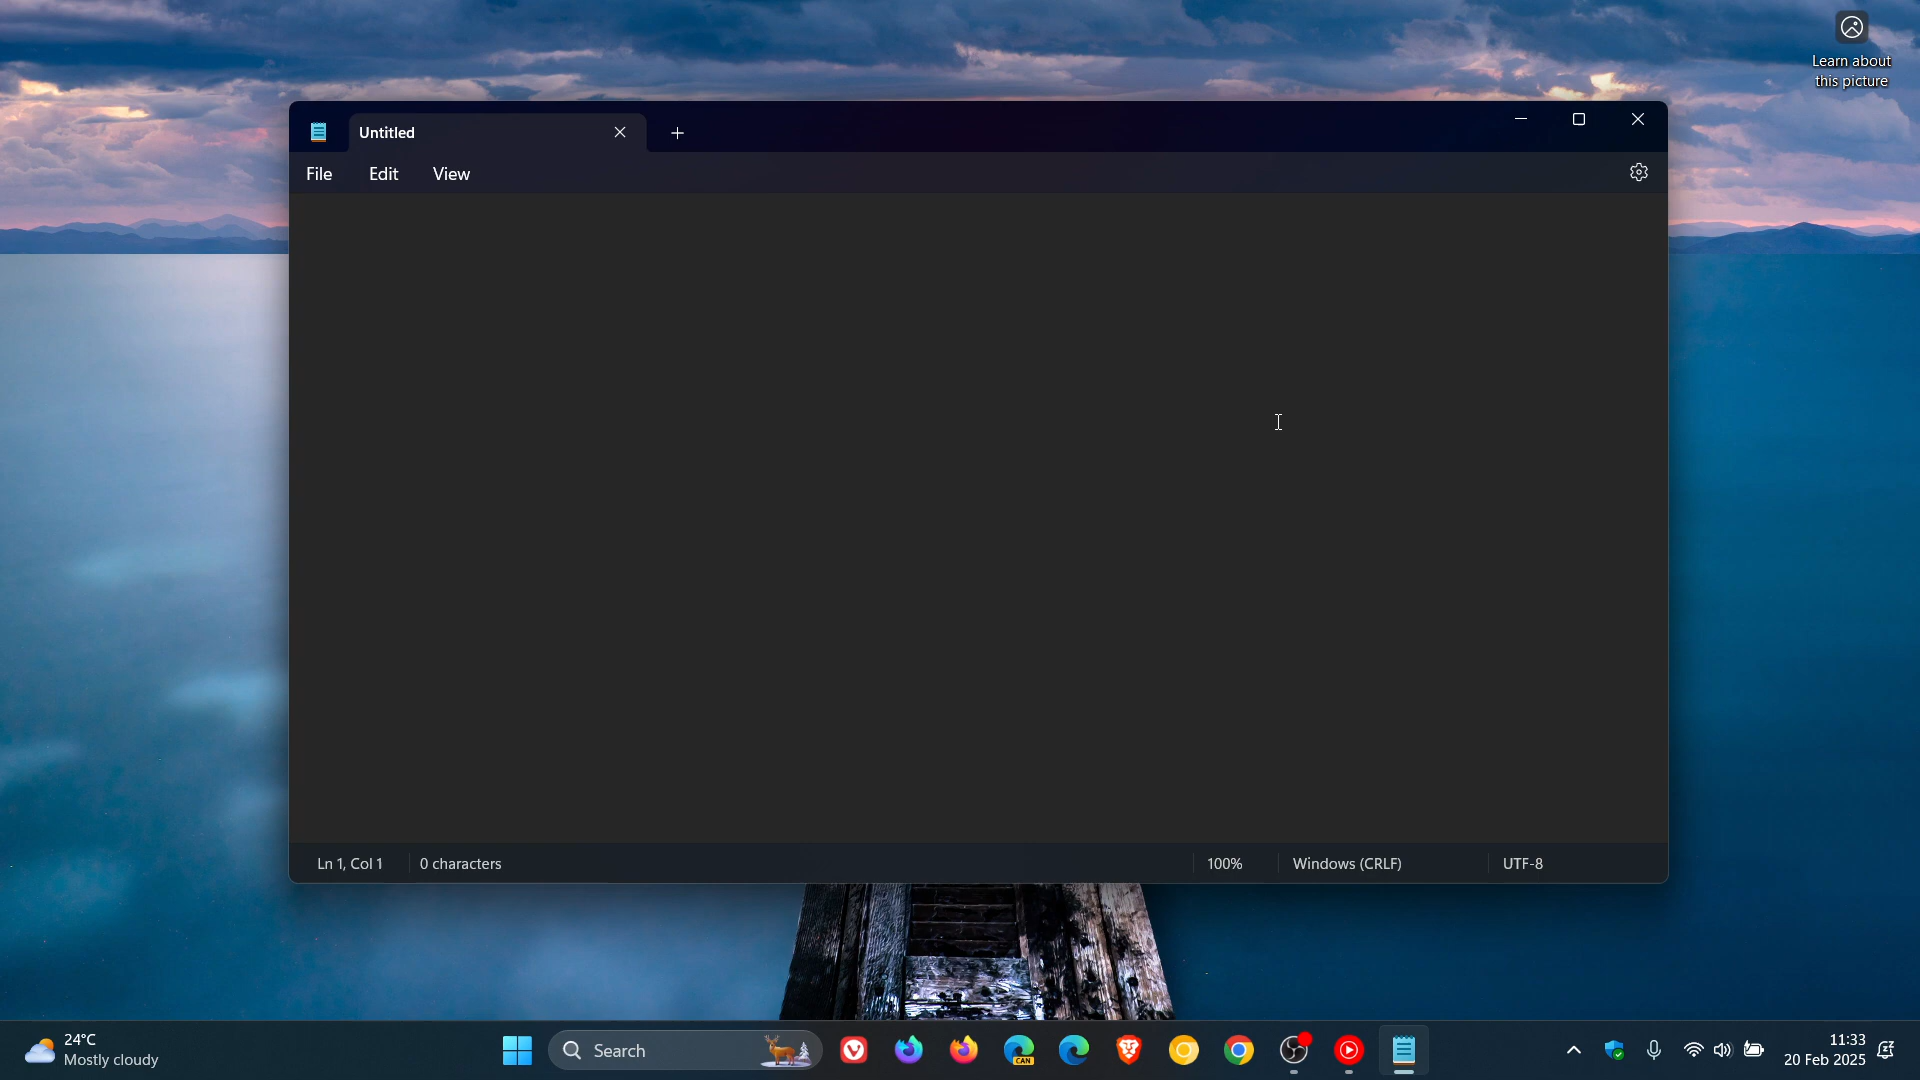 Learn about
this picture
Untitled
File Edit View
Ln 1, Col 1 0 characters 100% Windows (CRLF) UTF-8
24°C
Mostly cloudy
Search
CAN
11:33
20 Feb 2025